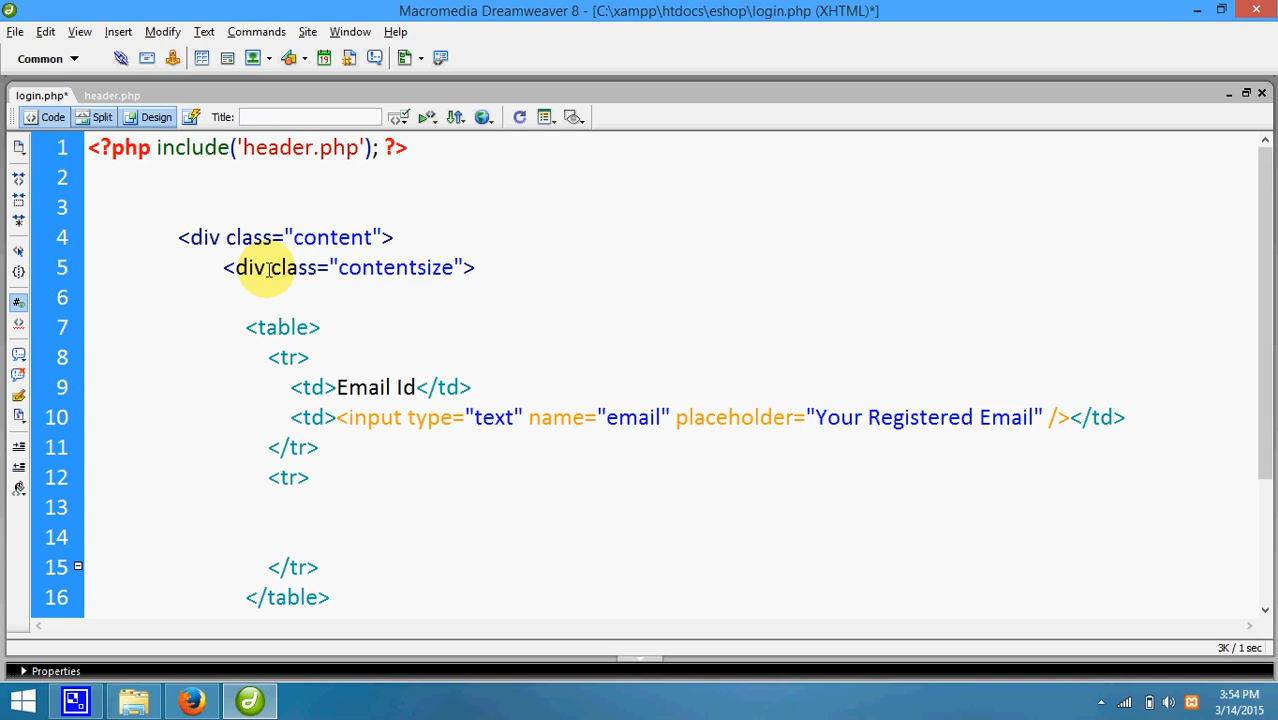 Macromedia Dreamweaver 8 - [C:\xampp\htdocs\eshop\login.php (XHTML)*]
File Edit View Insert Modify Text Commands Site Window Help
Common
login.php* header.php
Code Split Design Title:
1 <?php include('header.php'); ?>
2
3
4 <div class="content">
5 <div class="contentsize">
6
7 <table>
8 <tr>
9 <td>Email Id</td>
10 <td><input type="text" name="email" placeholder="Your Registered Email" /></td>
11 </tr>
12 <tr>
13
14
15 </tr>
16 </table>
3K / 1 sec
Properties
3:54 PM
3/14/2015